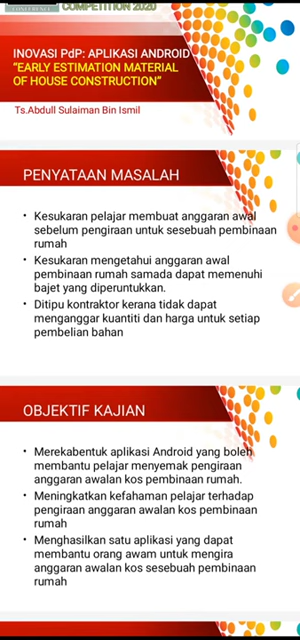 CONFERENCE COMPETITION 2020
INOVASI PdP: APLIKASI ANDROID
“EARLY ESTIMATION MATERIAL
OF HOUSE CONSTRUCTION”
Ts.Abdull Sulaiman Bin Ismil
PENYATAAN MASALAH
• Kesukaran pelajar membuat anggaran awal
sebelum pengiraan untuk sesebuah pembinaan
rumah
• Kesukaran mengetahui anggaran awal
pembinaan rumah samada dapat memenuhi
bajet yang diperuntukkan.
• Ditipu kontraktor kerana tidak dapat
menganggar kuantiti dan harga untuk setiap
pembelian bahan
OBJEKTIF KAJIAN
• Merekabentuk aplikasi Android yang boleh
membantu pelajar menyemak pengiraan
anggaran awalan kos pembinaan rumah.
• Meningkatkan kefahaman pelajar terhadap
pengiraan anggaran awalan kos pembinaan
rumah
• Menghasilkan satu aplikasi yang dapat
membantu orang awam untuk mengira
anggaran awalan kos sesebuah pembinaan
rumah